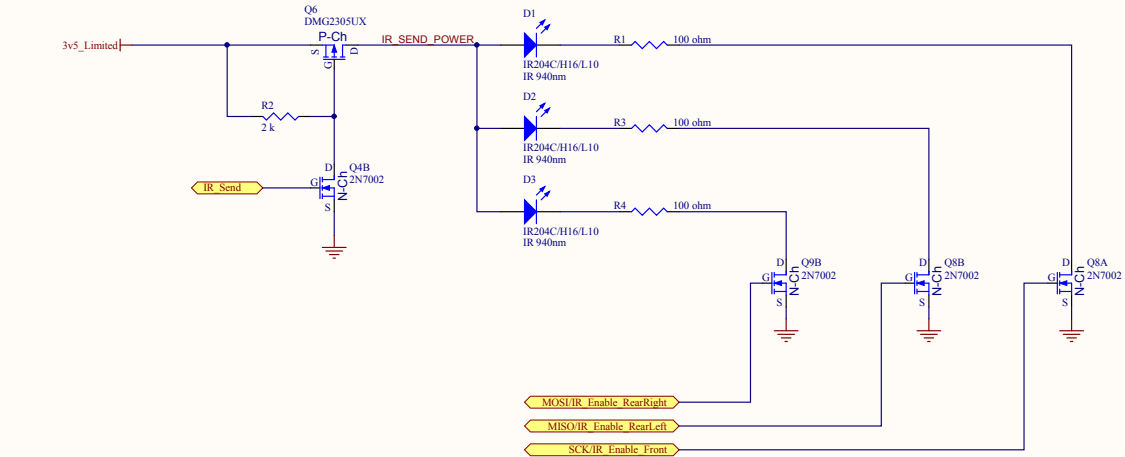 Q6
DMG2305UX
P-Ch
3v5_Limited
S
D
G
IR_SEND_POWER
D1
IR204C/H16/L10
IR 940nm
R1
100 ohm
R2
2 k
D2
IR204C/H16/L10
IR 940nm
R3
100 ohm
IR_Send
D
G
S
N-Ch
Q4B
2N7002
D3
IR204C/H16/L10
IR 940nm
R4
100 ohm
D
G
S
N-Ch
Q9B
2N7002
D
G
S
N-Ch
Q8B
2N7002
D
G
S
N-Ch
Q8A
2N7002
MOSI/IR_Enable_RearRight
MISO/IR_Enable_RearLeft
SCK/IR_Enable_Front